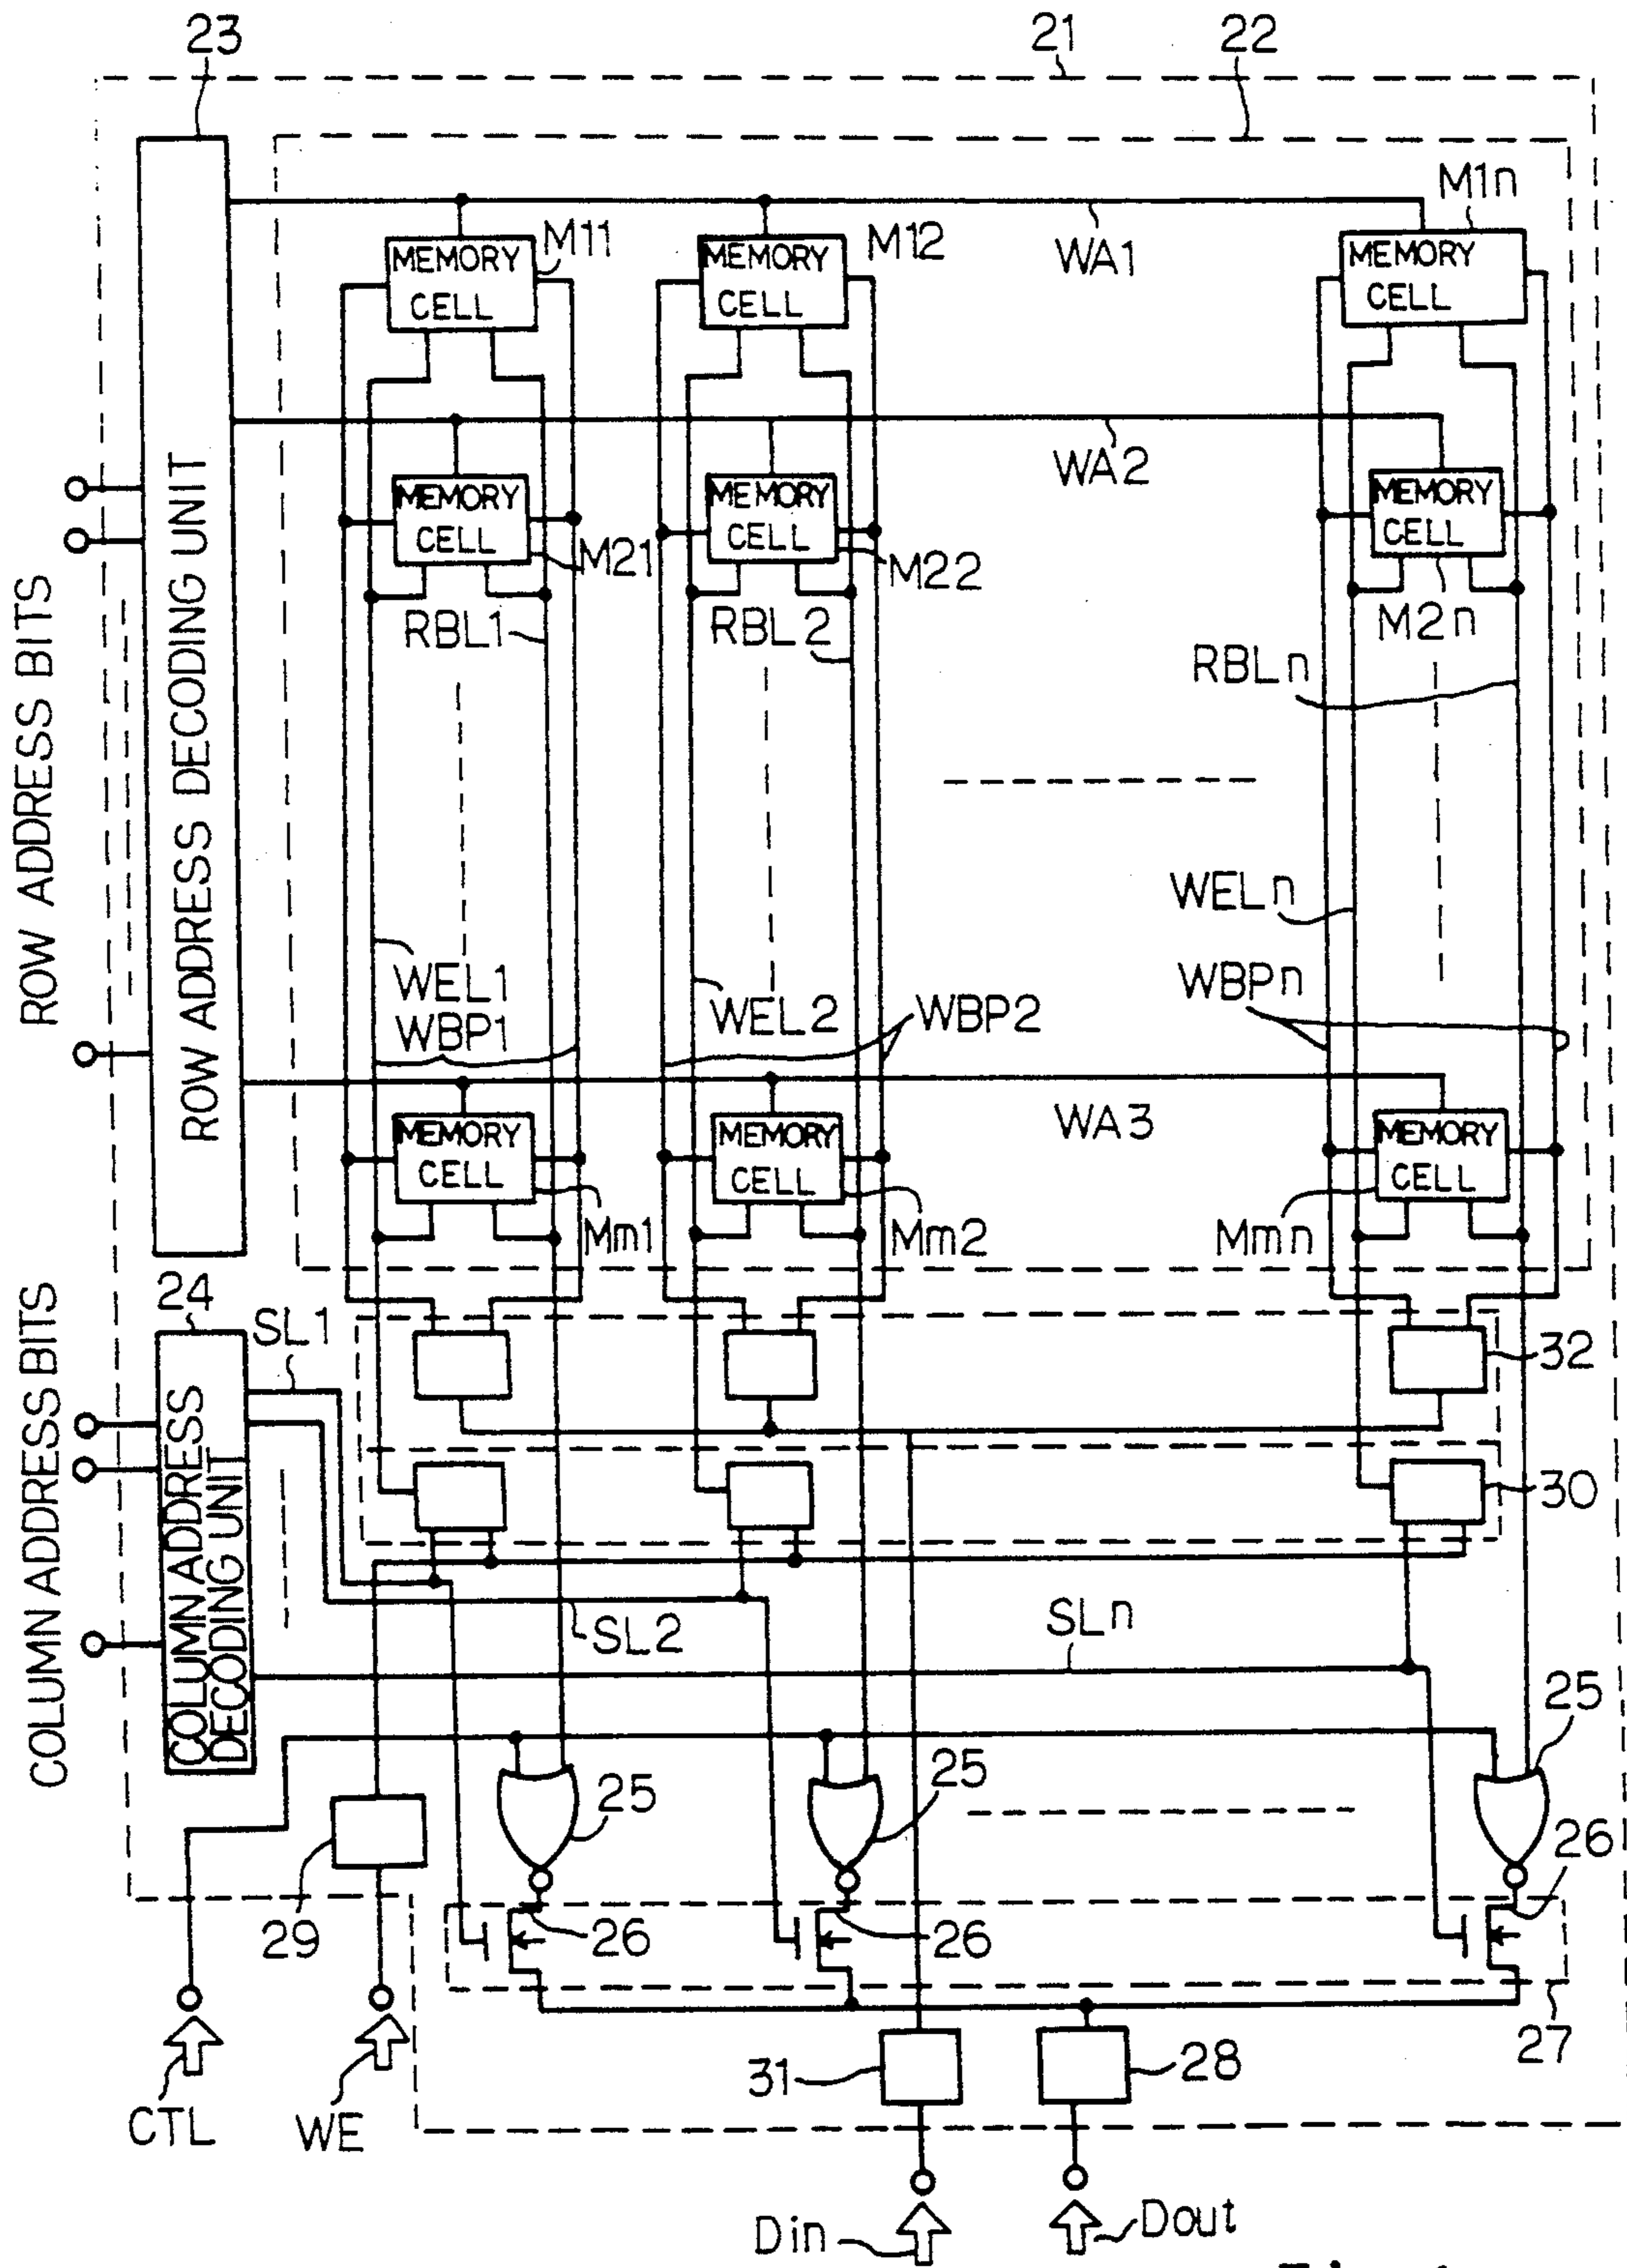 23
21
22
M1n
MEMORY
CELL
M11
MEMORY
CELL
M12
WA1
MEMORY
CELL
WA2
MEMORY
CELL
M21
MEMORY
CELL
M22
MEMORY
CELL
M2n
RBL1
RBL2
RBLn
ROW ADDRESS BITS
ROW ADDRESS DECODING UNIT
WELn
WEL1
WEL2
WBP1
WBP2
WBPn
WA3
MEMORY
CELL
Mm1
MEMORY
CELL
Mm2
MEMORY
CELL
Mmn
24
SL1
COLUMN ADDRESS BITS
COLUMN ADDRESS
DECODING UNIT
32
30
SL2
SLn
25
25
25
29
26
26
26
27
31
28
CTL
WE
Din
Dout